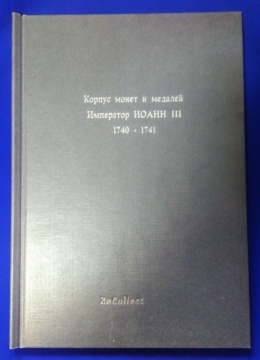 Корпус монет и медалей
Император ИОАНН III
1740 - 1741